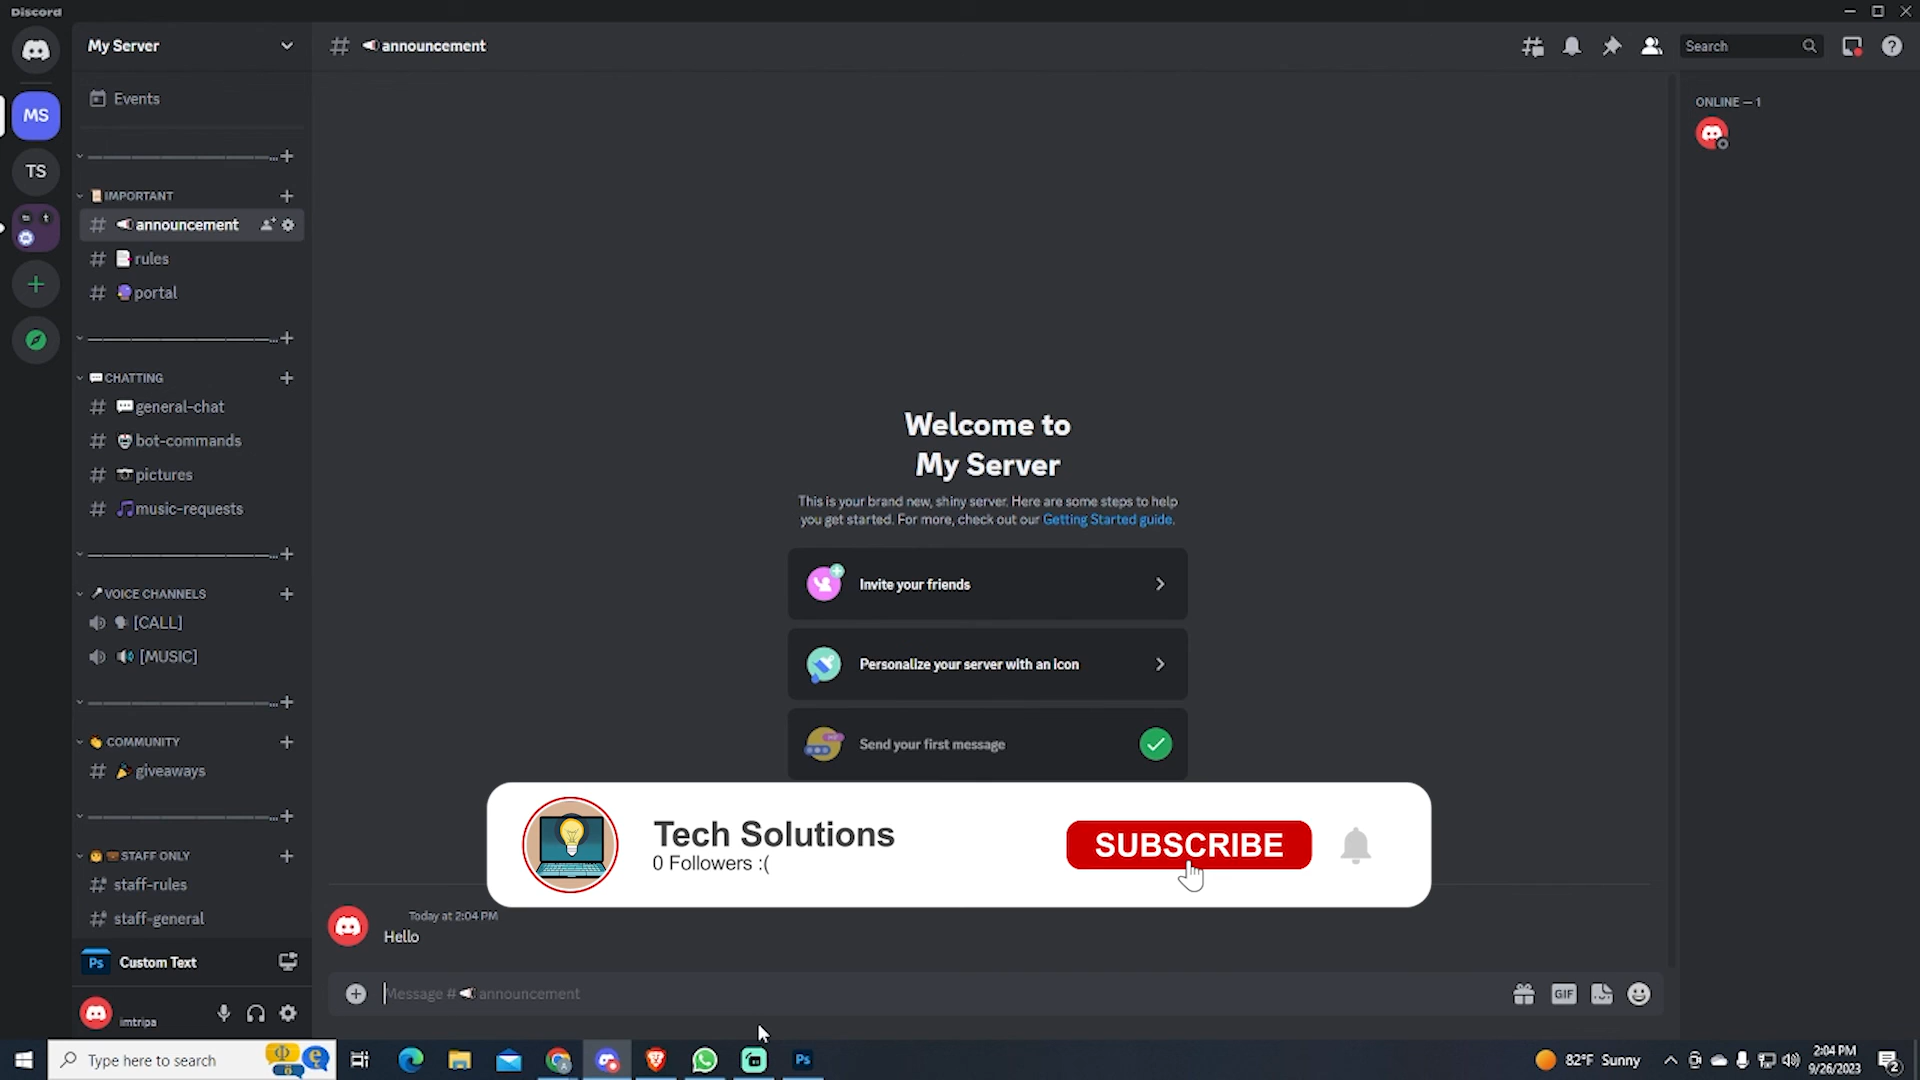 Discord
My Server
announcement
Search
MS
TS
Events
IMPORTANT
announcement
rules
portal
CHATTING
general-chat
bot-commands
pictures
music-requests
VOICE CHANNELS
[CALL]
[MUSIC]
COMMUNITY
giveaways
STAFF ONLY
staff-rules
staff-general
Ps Custom Text
imtripa
Welcome to
My Server
This is your brand new, shiny server. Here are some steps to help
you get started. For more, check out our Getting Started guide.
Invite your friends
Personalize your server with an icon
Send your first message
Tech Solutions
0 Followers :(
SUBSCRIBE
Today at 2:04 PM
Hello
Message # announcement
GIF
ONLINE — 1
Type here to search
Ps
82°F Sunny
2:04 PM
9/26/2023
2